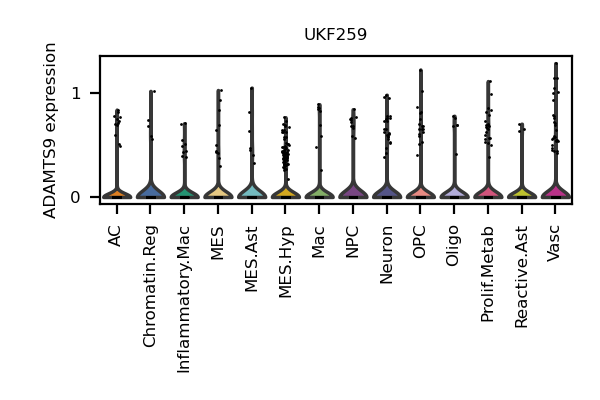 UKF259
ADAMTS9 expression
1
0
AC
Chromatin.Reg
Inflammatory.Mac
MES
MES.Ast
MES.Hyp
Mac
NPC
Neuron
OPC
Oligo
Prolif.Metab
Reactive.Ast
Vasc